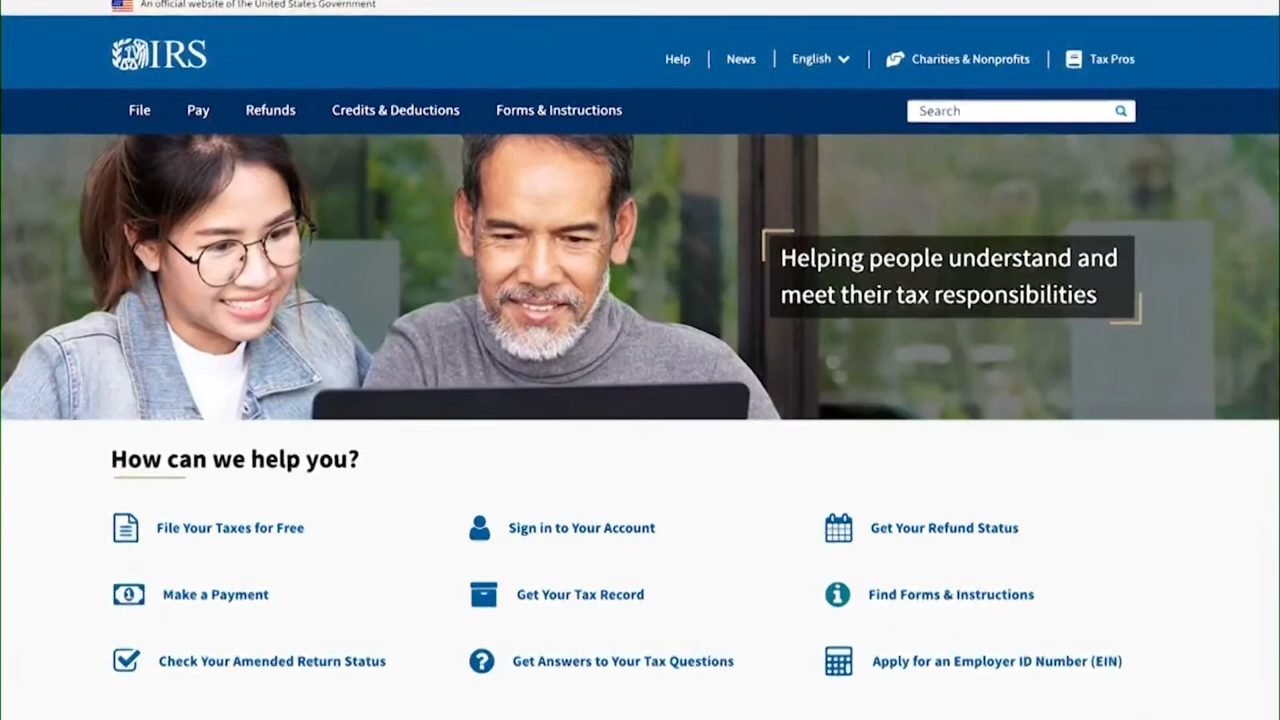 An official website of the United States Government
IRS
Help
News
English
Charities & Nonprofits
Tax Pros
File
Pay
Refunds
Credits & Deductions
Forms & Instructions
Search
Helping people understand and
meet their tax responsibilities
How can we help you?
File Your Taxes for Free
Sign in to Your Account
Get Your Refund Status
Make a Payment
Get Your Tax Record
Find Forms & Instructions
Check Your Amended Return Status
Get Answers to Your Tax Questions
Apply for an Employer ID Number (EIN)